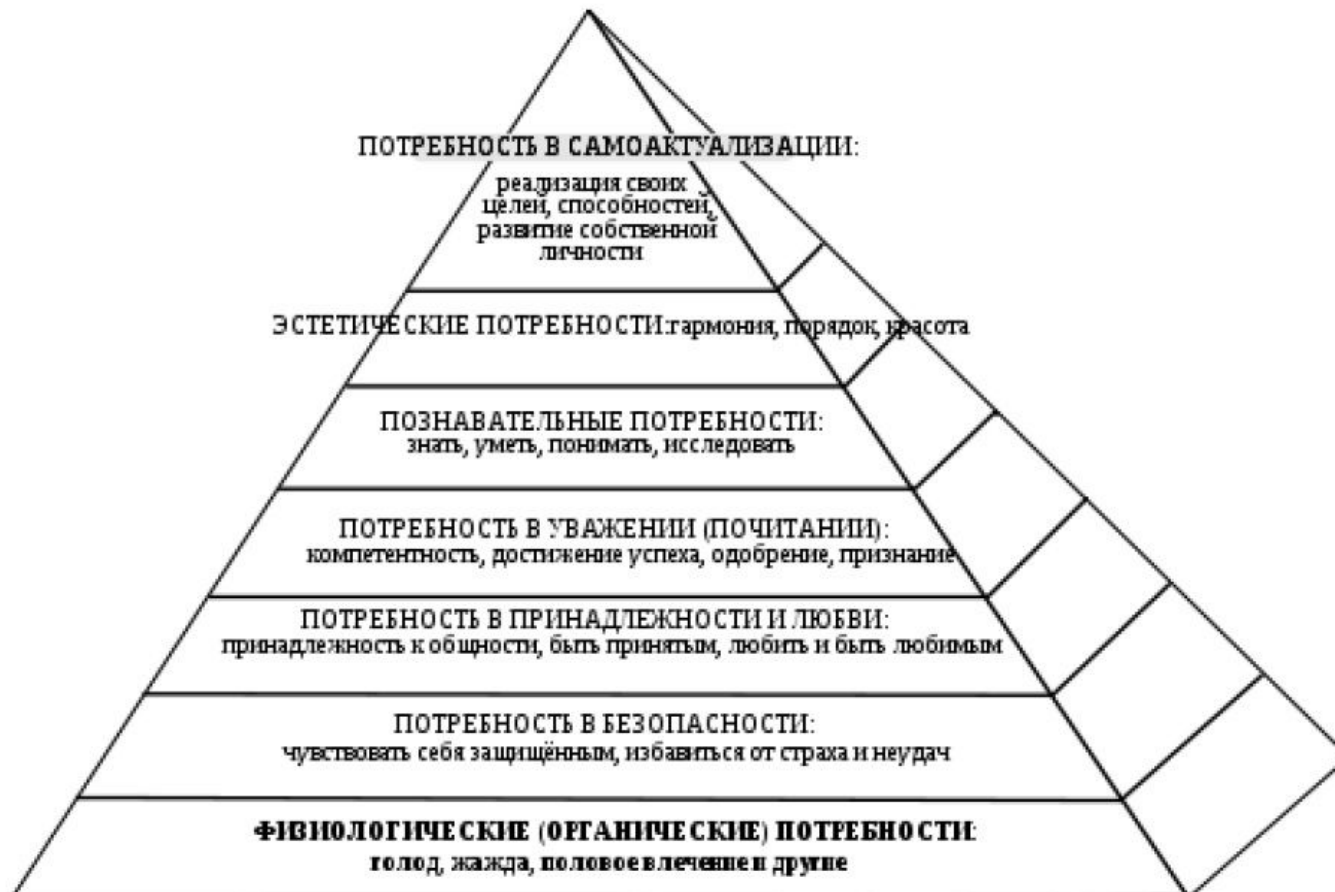 ПОТРЕБНОСТЬ В САМОАКТУАЛИЗАЦИИ:
реализация своих
целей, способностей,
развитие собственной
личности
ЭСТЕТИЧЕСКИЕ ПОТРЕБНОСТИ:гармония, порядок, красота
ПОЗНАВАТЕЛЬНЫЕ ПОТРЕБНОСТИ:
знать, уметь, понимать, исследовать
ПОТРЕБНОСТЬ В УВАЖЕНИИ (ПОЧИТАНИИ):
компетентность, достижение успеха, одобрение, признание
ПОТРЕБНОСТЬ В ПРИНАДЛЕЖНОСТИ И ЛЮБВИ:
принадлежность к общности, быть принятым, любить и быть любимым
ПОТРЕБНОСТЬ В БЕЗОПАСНОСТИ:
чувствовать себя защищённым, избавиться от страха и неудач
ФИЗИОЛОГИЧЕСКИЕ (ОРГАНИЧЕСКИЕ) ПОТРЕБНОСТИ:
голод, жажда, половое влечение и другие